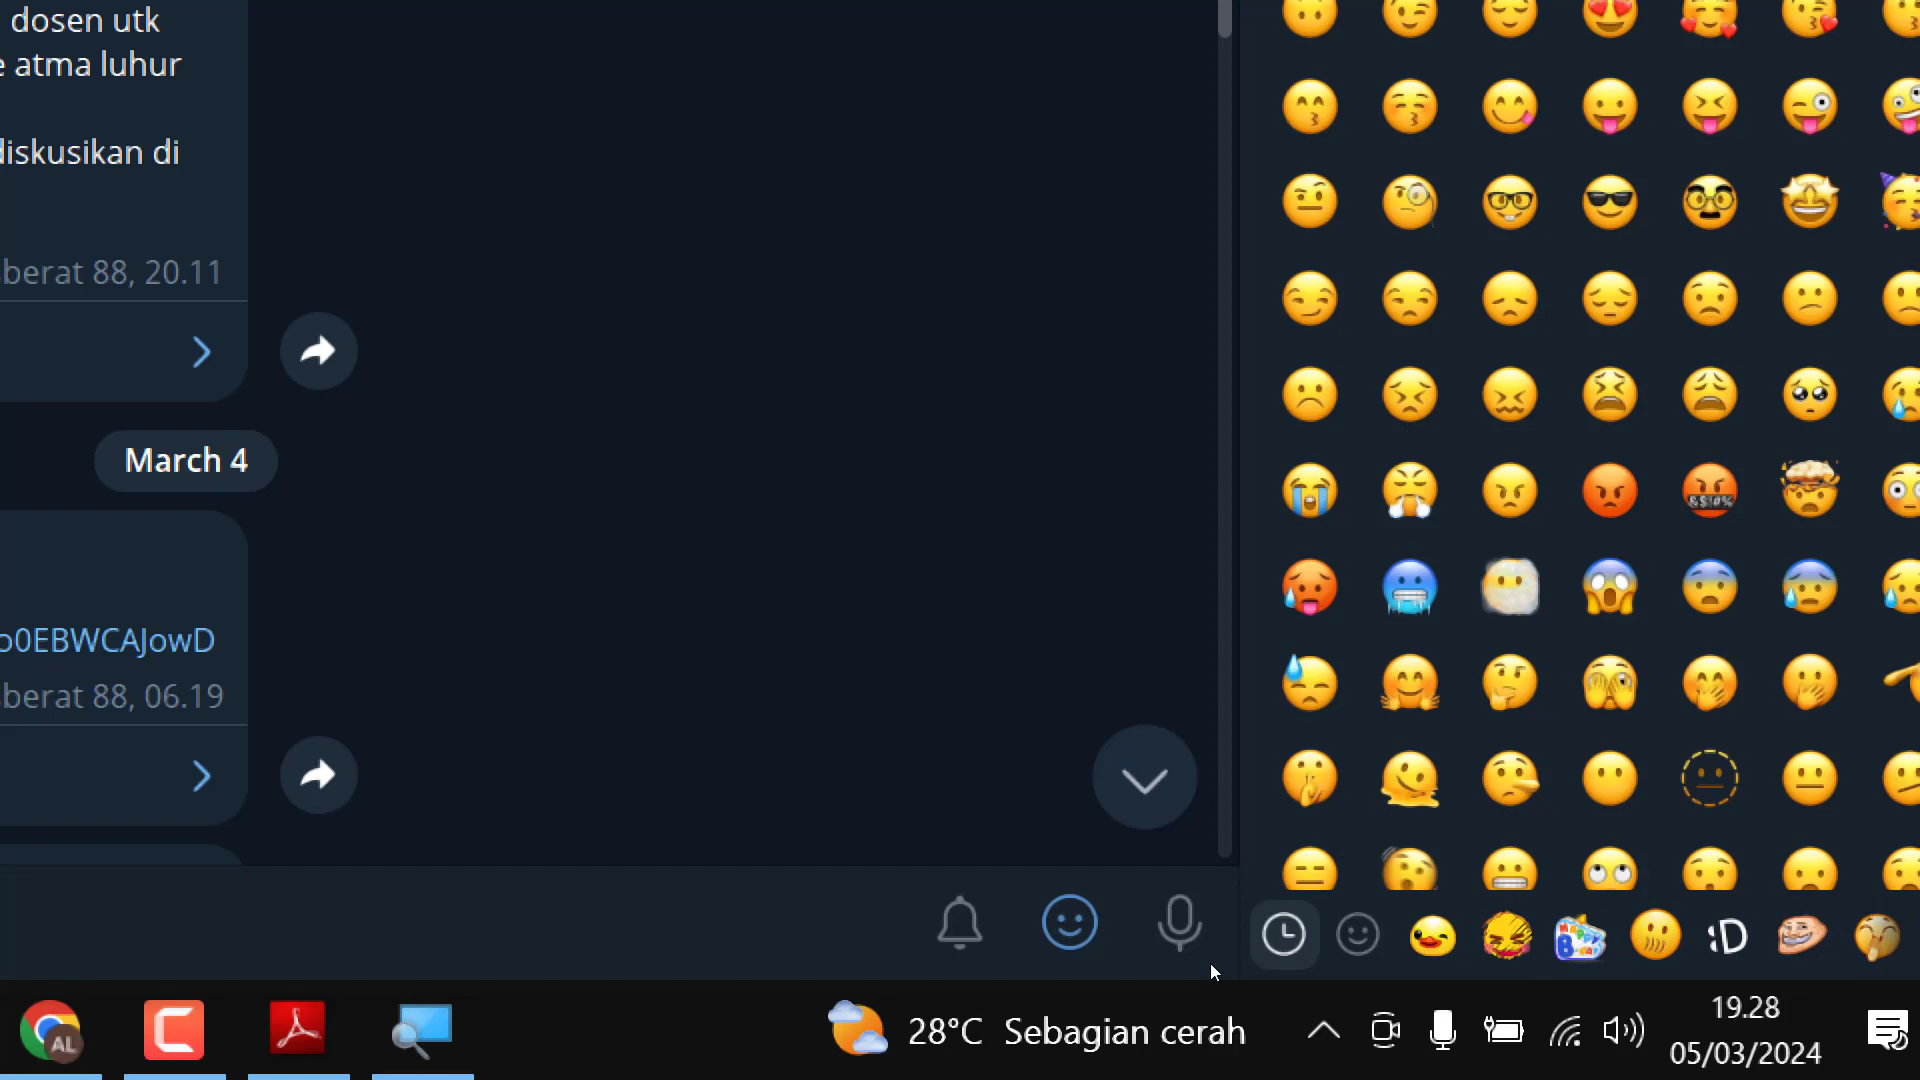 dosen utk
atma luhur
diskusikan di
berat 88, 20.11
March 4
o0EBWCAJowD
berat 88, 06.19
:D
AL
28°C Sebagian cerah
19.28
05/03/2024